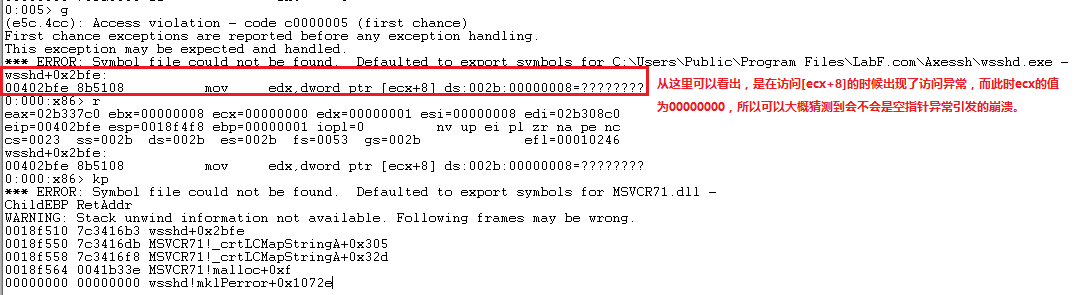 0:005> g
(e5c.4cc): Access violation - code c0000005 (first chance)
First chance exceptions are reported before any exception handling.
This exception may be expected and handled.
*** ERROR: Symbol file could not be found.  Defaulted to export symbols for C:\Users\Public\Program Files\LabF.com\Axessh\wsshd.exe -
wsshd+0x2bfe:
00402bfe 8b5108          mov     edx,dword ptr [ecx+8] ds:002b:00000008=????????
从这里可以看出，是在访问[ecx+8]的时候出现了访问异常，而此时ecx的值
为00000000，所以可以大概猜测到会不会是空指针异常引发的崩溃。
0:000:x86> r
eax=02b337c0 ebx=00000008 ecx=00000000 edx=00000001 esi=00000008 edi=02b308c0
eip=00402bfe esp=0018f4f8 ebp=00000001 iopl=0         nv up ei pl zr na pe nc
cs=0023  ss=002b  ds=002b  es=002b  fs=0053  gs=002b             efl=00010246
wsshd+0x2bfe:
00402bfe 8b5108          mov     edx,dword ptr [ecx+8] ds:002b:00000008=????????
0:000:x86> kp
*** ERROR: Symbol file could not be found.  Defaulted to export symbols for MSVCR71.dll -
ChildEBP RetAddr
WARNING: Stack unwind information not available. Following frames may be wrong.
0018f510 7c3416b3 wsshd+0x2bfe
0018f550 7c3416db MSVCR71!_crtLCMapStringA+0x305
0018f558 7c3416f8 MSVCR71!_crtLCMapStringA+0x32d
0018f564 0041b33e MSVCR71!malloc+0xf
00000000 00000000 wsshd!mklPerror+0x1072e